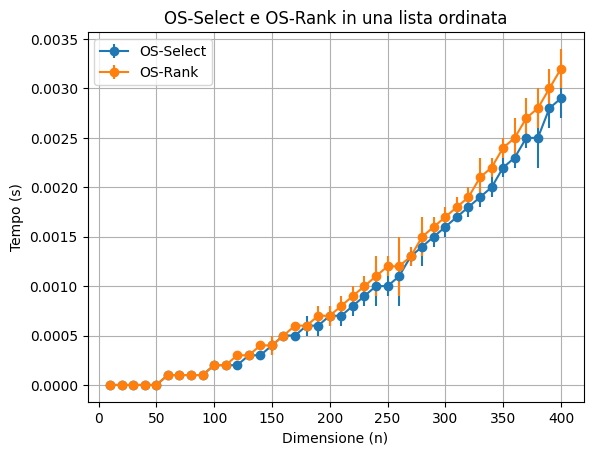 OS-Select e OS-Rank in una lista ordinata
OS-Select
OS-Rank
0.0035
0.0030
0.0025
0.0020
0.0015
0.0010
0.0005
0.0000
Tempo (s)
0 50 100 150 200 250 300 350 400
Dimensione (n)